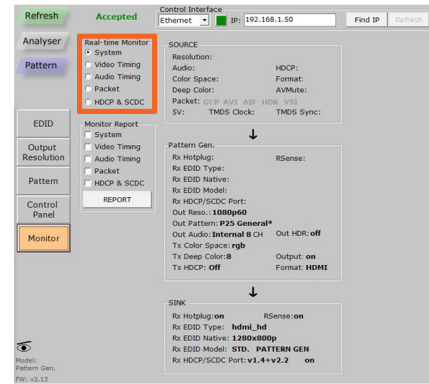 Refresh
Accepted
Control Interface
Ethernet
IP: 192.168.1.50
Find IP
Refresh
Analyser
Pattern
EDID
Output
Resolution
Pattern
Control
Panel
Monitor
Model:
Pattern Gen.
FW: v2.13
Real-time Monitor
System
Video Timing
Audio Timing
Packet
HDCP & SCDC
Monitor Report
System
Video Timing
Audio Timing
Packet
HDCP & SCDC
REPORT
SOURCE
Resolution:
Audio: HDCP:
Color Space: Format:
Deep Color: AVMute:
Packet: GCP AVI AIF HDR VSI
5V: TMDS Clock: TMDS Sync:
Pattern Gen.
Rx Hotplug: RSense:
Rx EDID Type:
Rx EDID Native:
Rx EDID Model:
Rx HDCP/SCDC Port:
Out Reso.:1080p60
Out Pattern: P25 General*
Out Audio:Internal 8 CH Out HDR: off
Tx Color Space:rgb
Tx Deep Color:8 Output: on
Tx HDCP: Off Format: HDMI
SINK
Rx Hotplug:on RSense:on
Rx EDID Type: hdmi_hd
Rx EDID Native: 1280x800p
Rx EDID Model: STD. PATTERN GEN
Rx HDCP/SCDC Port:v1.4+v2.2 on